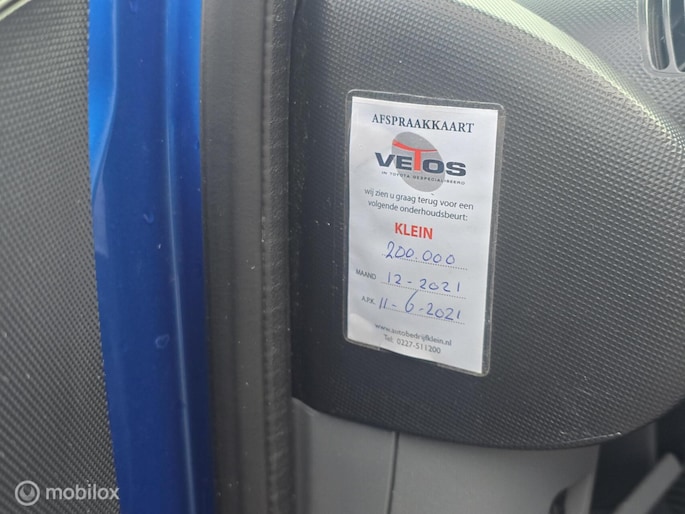 AFSPRAAKKAART
VETOS
IN TOYOTA GESPECIALISEERD
wij zien u graag terug voor een
volgende onderhoudsbeurt:
KLEIN
200.000
MAAND 12-2021
A.P.K. 11-6-2021
www.autobedrijfklein.nl
Tel: 0227-511200
mobilox